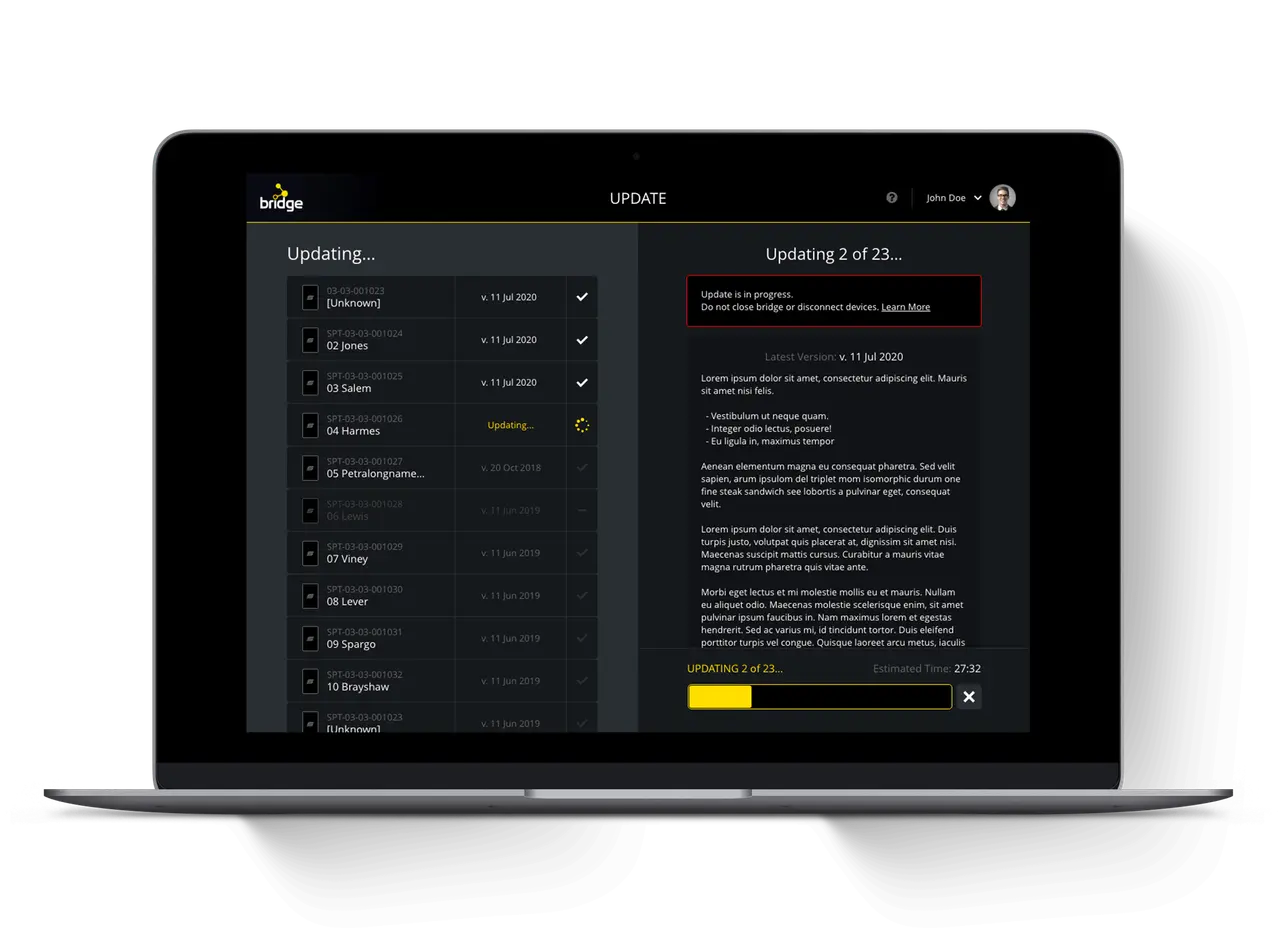 bridge
UPDATE
?
John Doe
Updating...
03-03-001023
[Unknown]
v. 11 Jul 2020
SPT-03-03-001024
02 Jones
v. 11 Jul 2020
SPT-03-03-001025
03 Salem
v. 11 Jul 2020
SPT-03-03-001026
04 Harmes
Updating...
SPT-03-03-001027
05 Petralongname...
v. 20 Oct 2018
SPT-03-03-001028
06 Lewis
v. 11 Jun 2019
SPT-03-03-001029
07 Viney
v. 11 Jun 2019
SPT-03-03-001030
08 Lever
v. 11 Jun 2019
SPT-03-03-001031
09 Spargo
v. 11 Jun 2019
SPT-03-03-001032
10 Brayshaw
v. 11 Jun 2019
SPT-03-03-001023
[Unknown]
v. 11 Jun 2019
Updating 2 of 23...
Update is in progress.
Do not close bridge or disconnect devices. Learn More
Latest Version: v. 11 Jul 2020
Lorem ipsum dolor sit amet, consectetur adipiscing elit. Mauris
sit amet nisi felis.
- Vestibulum ut neque quam.
- Integer odio lectus, posuere!
- Eu ligula in, maximus tempor
Aenean elementum magna eu consequat pharetra. Sed velit
sapien, arum ipsulom del triplet mom isomorphic durum one
fine steak sandwich see lobortis a pulvinar eget, consequat
velit.
Lorem ipsum dolor sit amet, consectetur adipiscing elit. Duis
turpis justo, volutpat quis placerat at, dignissim sit amet nisi.
Maecenas suscipit mattis cursus. Curabitur a mauris vitae
magna rutrum pharetra quis vitae ante.
Morbi eget lectus et mi molestie mollis eu et mauris. Nullam
eu aliquet odio. Maecenas molestie scelerisque enim, sit amet
pulvinar ipsum faucibus in. Nam maximus lorem et egestas
hendrerit. Sed ac varius mi, id tincidunt tortor. Duis eleifend
porttitor turpis vel congue. Quisque laoreet arcu metus, iaculis
UPDATING 2 of 23...
Estimated Time: 27:32